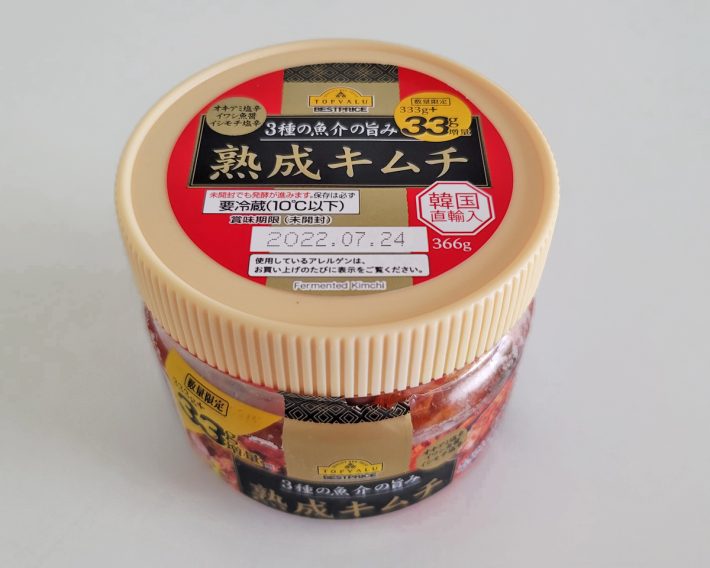 TOPVALU
BESTPRICE
オキアミ塩辛
イワシ魚醤
イシモチ塩辛
数量限定
333g+
33g
増量
3種の魚介の旨み
熟成キムチ
未開封でも発酵が進みます。保存は必ず
要冷蔵(10℃以下)
賞味期限(未開封)
2022.07.24
韓国
直輸入
366g
使用しているアレルゲンは、
お買い上げのたびに表示をご覧ください。
Fermented Kimchi
数量限定
333g+
33g
増量
TOPVALU
BESTPRICE
3種の魚介の旨み
熟成キムチ